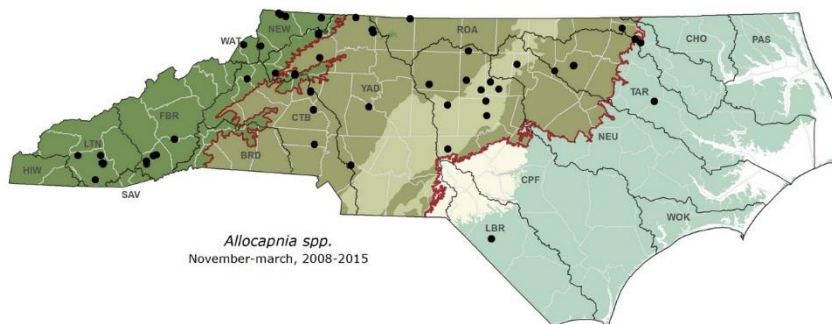 NEW
ROA
WAT
CHO
PAS
YAD
TAR
FBR
CTB
NEU
LTN
BRD
HIW
CPF
SAV
WOK
LBR
Allocapnia spp.
November-march, 2008-2015